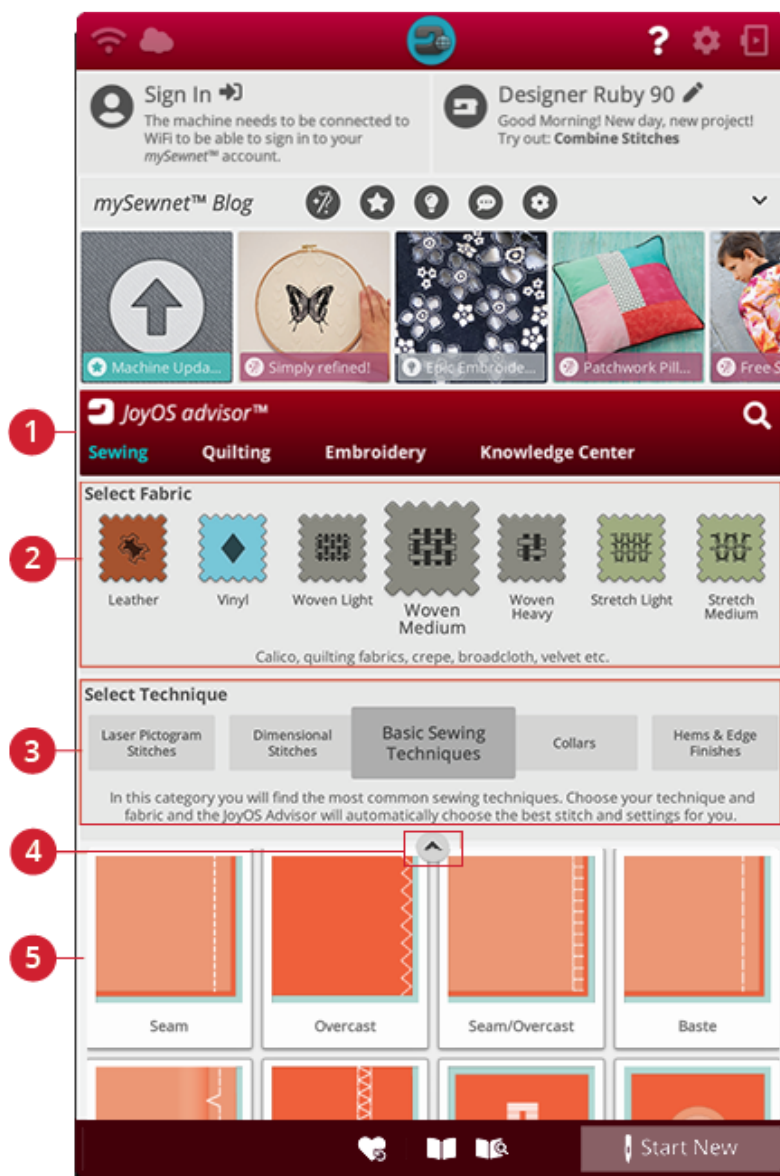 ?
Sign In
The machine needs to be connected to
WiFi to be able to sign in to your
mySewnet™ account.
Designer Ruby 90
Good Morning! New day, new project!
Try out: Combine Stitches
mySewnet™ Blog
Machine Upda...
Simply refined!
Epic Embroide...
Patchwork Pill...
Free S
1
JoyOS advisor™
Sewing Quilting Embroidery Knowledge Center
2
Select Fabric
Leather
Vinyl
Woven Light
Woven
Medium
Woven
Heavy
Stretch Light
Stretch
Medium
Calico, quilting fabrics, crepe, broadcloth, velvet etc.
3
Select Technique
Laser Pictogram
Stitches
Dimensional
Stitches
Basic Sewing
Techniques
Collars
Hems & Edge
Finishes
In this category you will find the most common sewing techniques. Choose your technique and
fabric and the JoyOS Advisor will automatically choose the best stitch and settings for you.
4
5
Seam
Overcast
Seam/Overcast
Baste
Start New